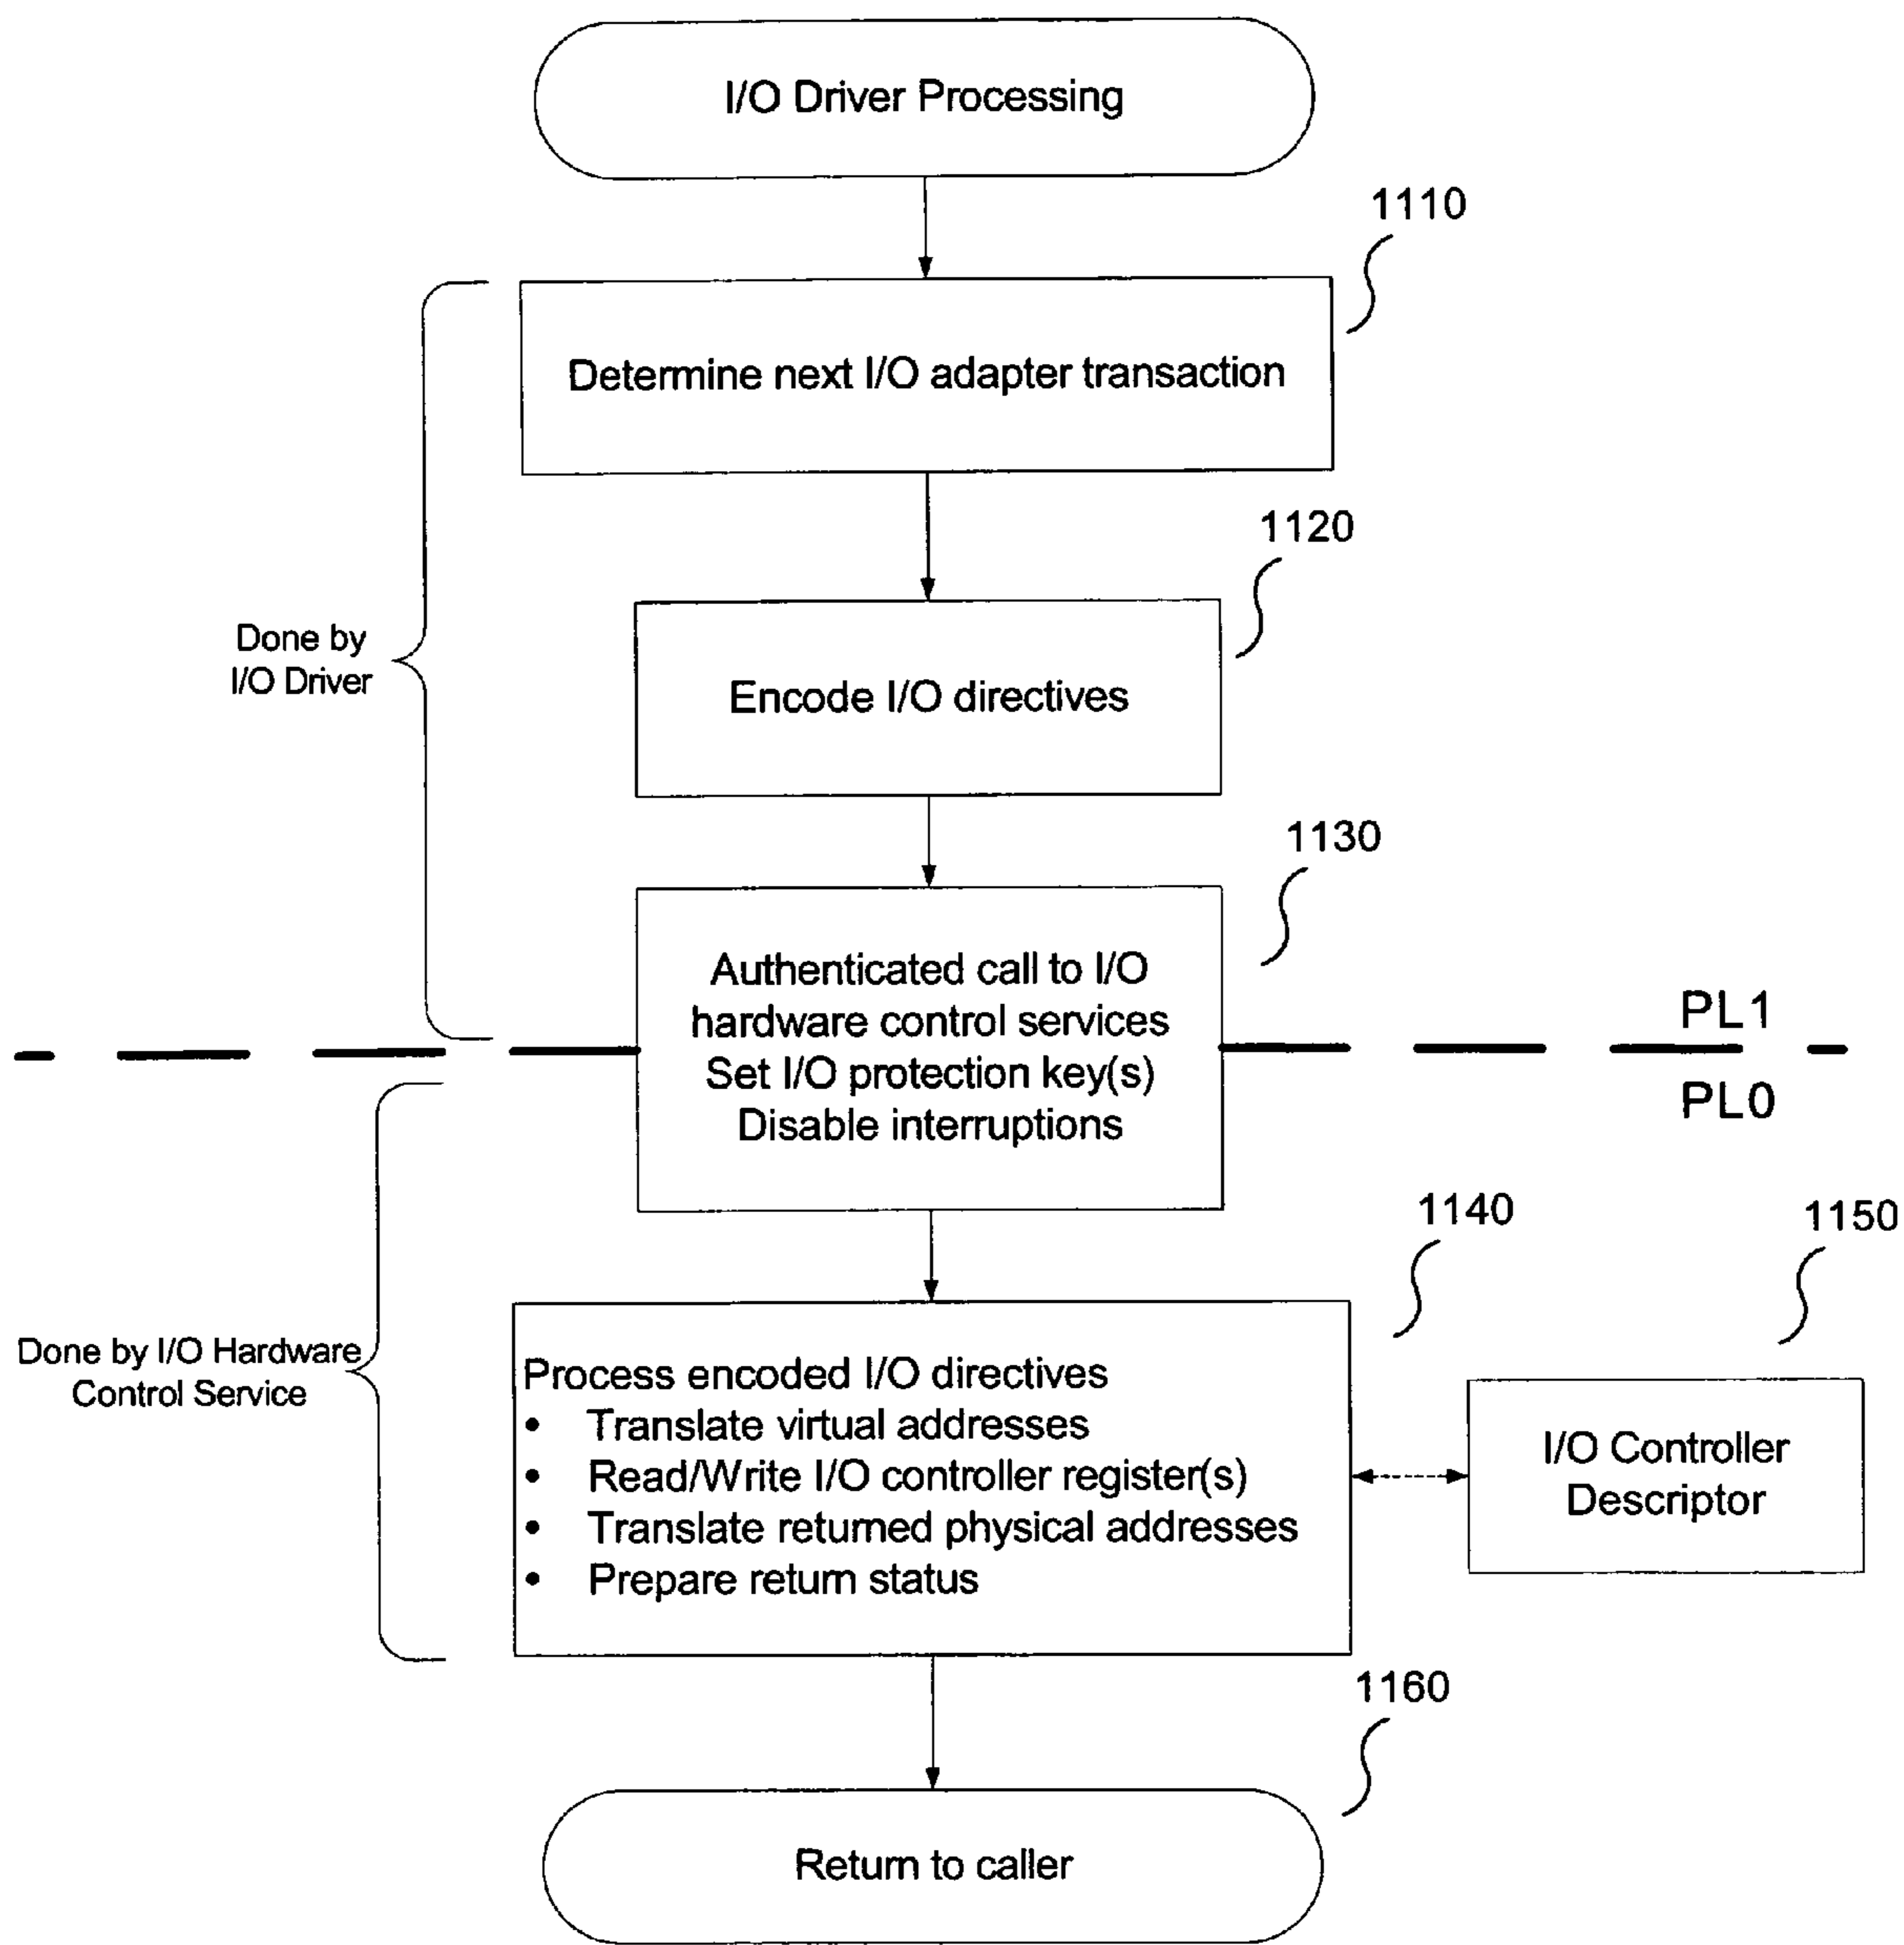 I/O Driver Processing
1110
Determine next I/O adapter transaction
1120
Done by
I/O Driver
Encode I/O directives
1130
Authenticated call to I/O
hardware control services
Set I/O protection key(s)
Disable interruptions
PL1
PL0
1140
1150
Done by I/O Hardware
Control Service
Process encoded I/O directives
• Translate virtual addresses
• Read/Write I/O controller register(s)
• Translate returned physical addresses
• Prepare return status
I/O Controller
Descriptor
1160
Return to caller